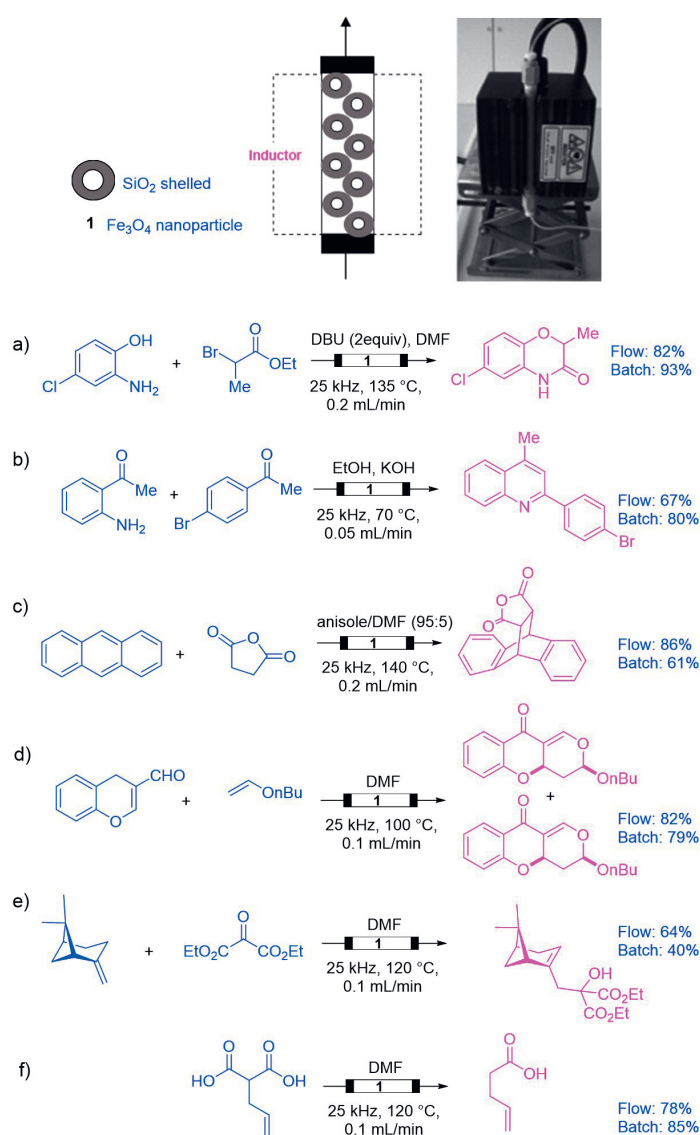 Inductor
SiO2 shelled
1 Fe3O4 nanoparticle
a)
OH
Cl
NH2
+
O
Br
OEt
Me
DBU (2equiv), DMF
1
25 kHz, 135 °C,
0.2 mL/min
O
Me
Cl
N
H
O
Flow: 82%
Batch: 93%
b)
O
Me
NH2
+
O
Me
Br
EtOH, KOH
1
25 kHz, 70 °C,
0.05 mL/min
Me
N
Br
Flow: 67%
Batch: 80%
c)
+
O
O
O
anisole/DMF (95:5)
1
25 kHz, 140 °C,
0.2 mL/min
O
O
O
Flow: 86%
Batch: 61%
d)
CHO
O
+
OnBu
DMF
1
25 kHz, 100 °C,
0.1 mL/min
O
O
O
OnBu
+
O
O
O
OnBu
Flow: 82%
Batch: 79%
e)
+
O
EtO2C
CO2Et
DMF
1
25 kHz, 120 °C,
0.1 mL/min
OH
CO2Et
CO2Et
Flow: 64%
Batch: 40%
f)
O
O
HO
OH
DMF
1
25 kHz, 120 °C,
0.1 mL/min
O
OH
Flow: 78%
Batch: 85%